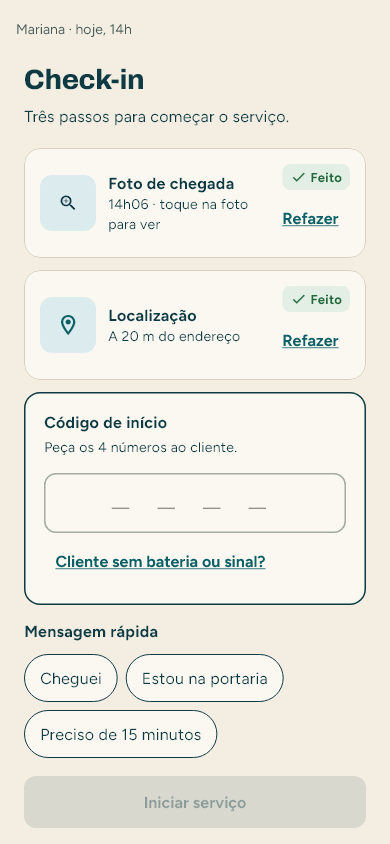 Mariana · hoje, 14h
Check-in
Três passos para começar o serviço.
Foto de chegada
14h06 · toque na foto
para ver
Feito
Refazer
Localização
A 20 m do endereço
Feito
Refazer
Código de início
Peça os 4 números ao cliente.
— — — —
Cliente sem bateria ou sinal?
Mensagem rápida
Cheguei
Estou na portaria
Preciso de 15 minutos
Iniciar serviço